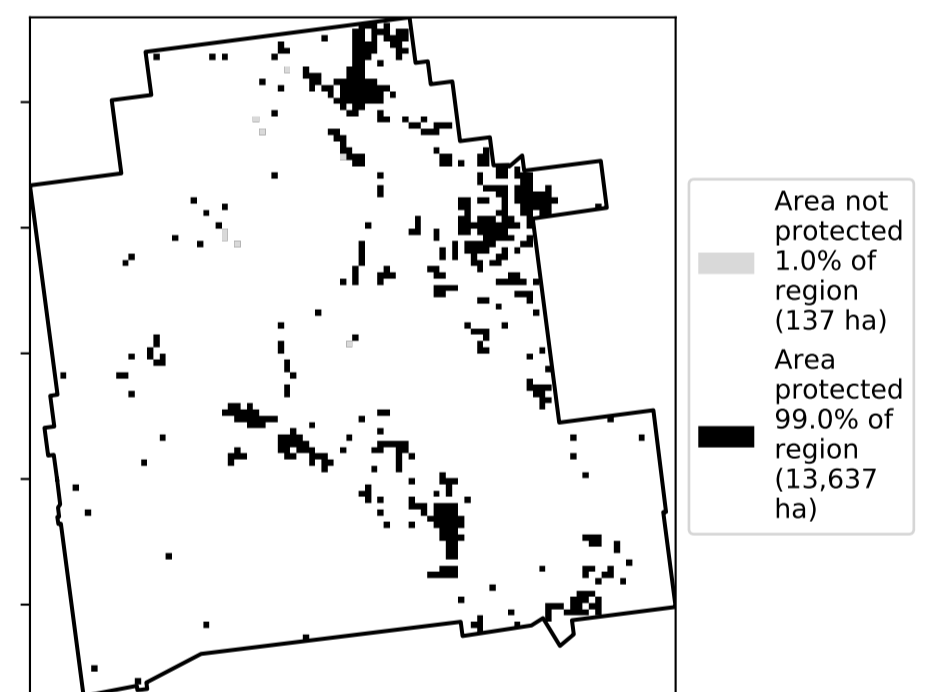 Area not
protected
1.0% of
region
(137 ha)
Area
protected
99.0% of
region
(13,637
ha)